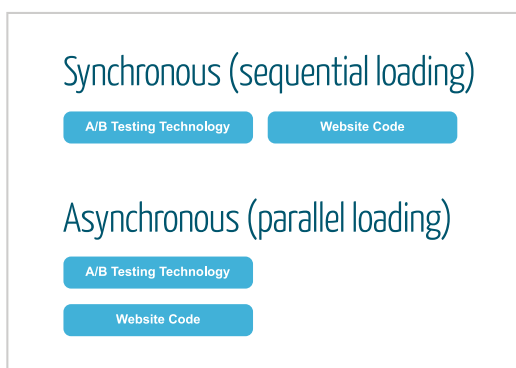 Synchronous (sequential loading)
A/B Testing Technology Website Code
Asynchronous (parallel loading)
A/B Testing Technology
Website Code